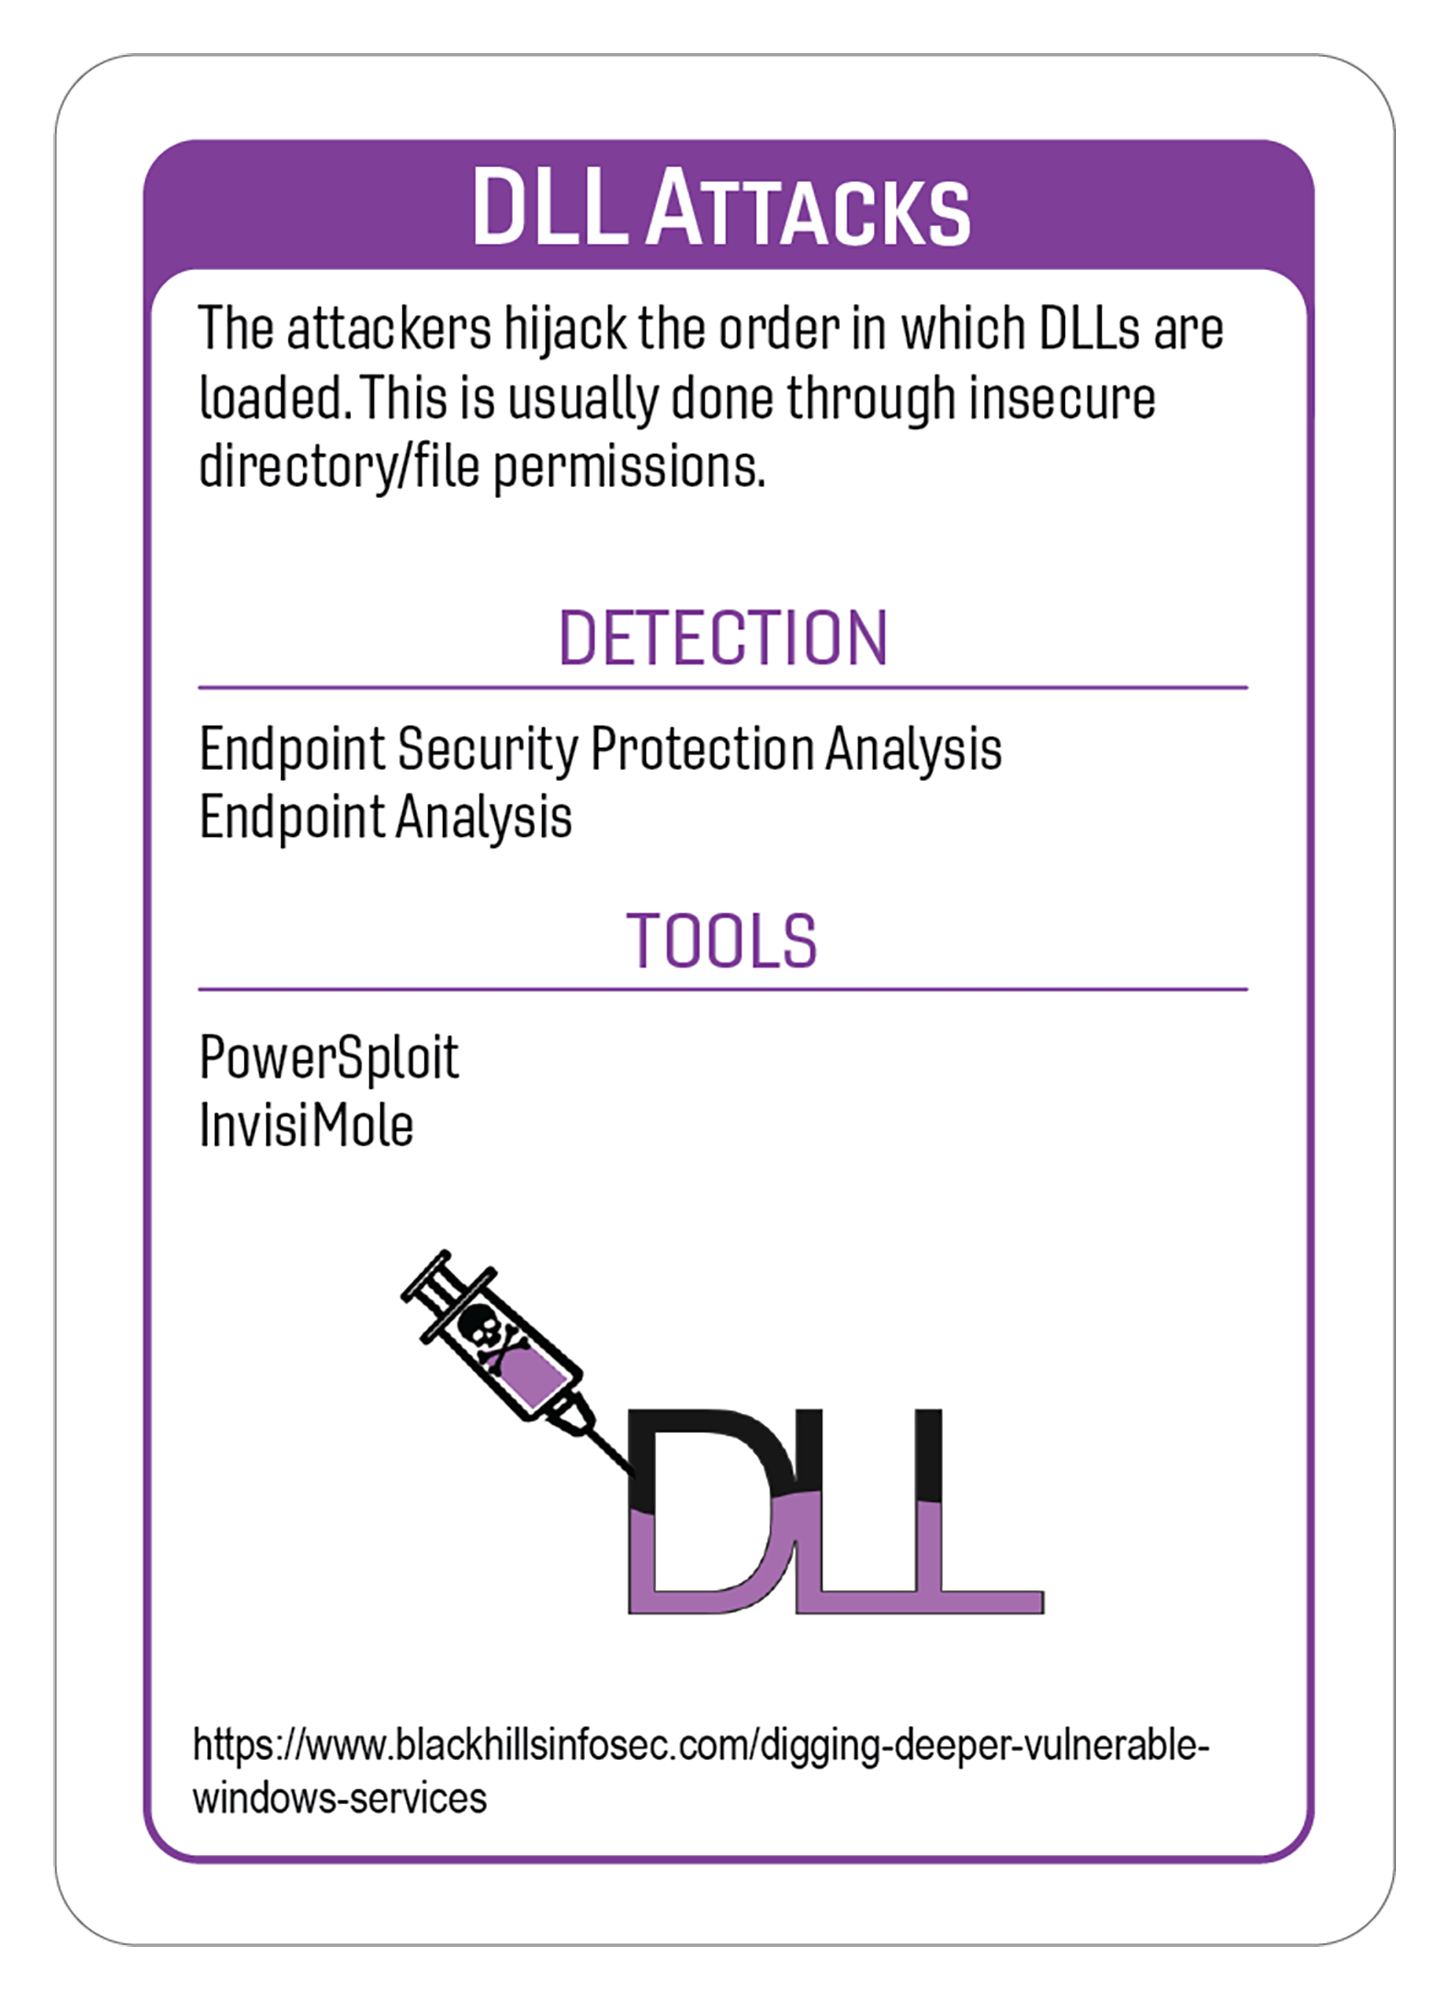 DLL Attacks
The attackers hijack the order in which DLLs are
loaded. This is usually done through insecure
directory/file permissions.
DETECTION
Endpoint Security Protection Analysis
Endpoint Analysis
TOOLS
PowerSploit
InvisiMole
DLL
https://www.blackhillsinfosec.com/digging-deeper-vulnerable-
windows-services